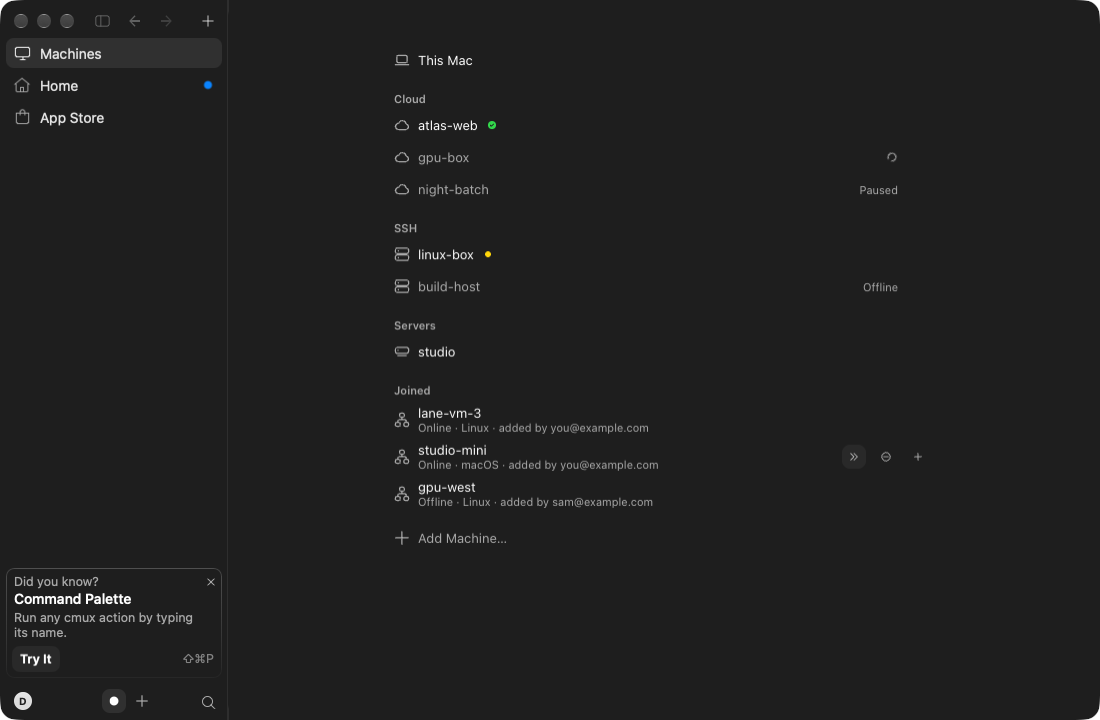 Machines
Home
App Store
This Mac
Cloud
atlas-web
gpu-box
night-batch
Paused
SSH
linux-box
build-host
Offline
Servers
studio
Joined
lane-vm-3
Online · Linux · added by you@example.com
studio-mini
Online · macOS · added by you@example.com
gpu-west
Offline · Linux · added by sam@example.com
Add Machine...
Did you know?
Command Palette
Run any cmux action by typing
its name.
Try It
⇧⌘P
D